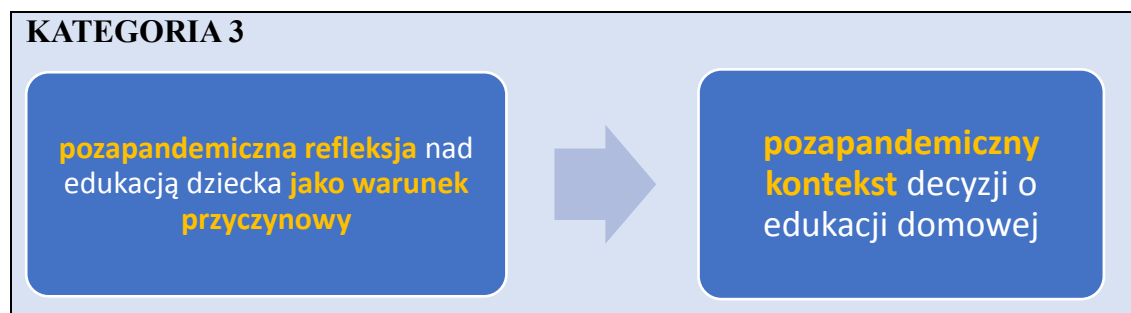 KATEGORIA 3
pozapandemiczna refleksja nad
edukacją dziecka jako warunek
przyczynowy
pozapandemiczny
kontekst decyzji o
edukacji domowej